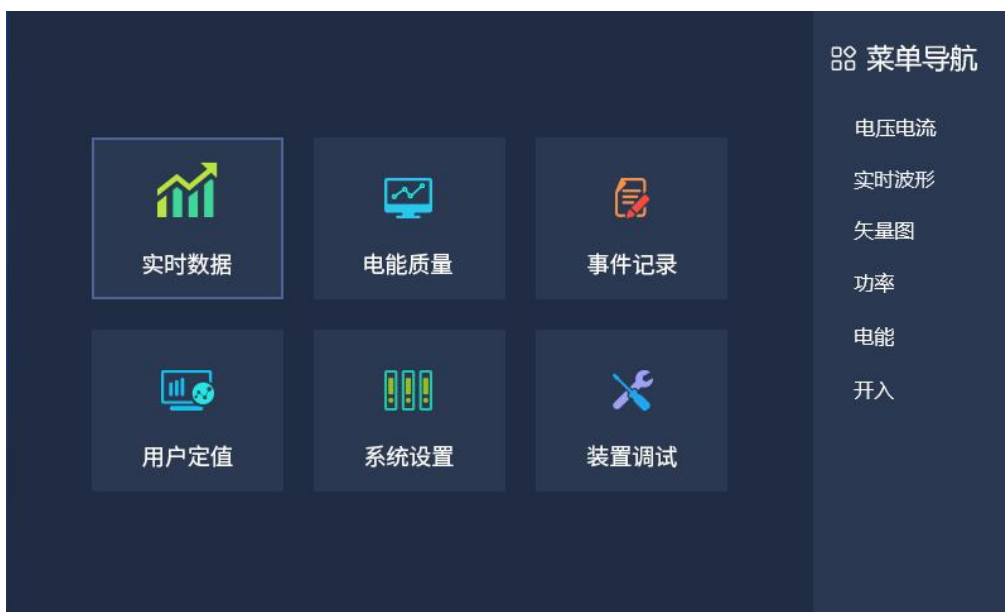 菜单导航
电压电流
实时波形
矢量图
功率
电能
开入
实时数据
电能质量
事件记录
用户定值
系统设置
装置调试